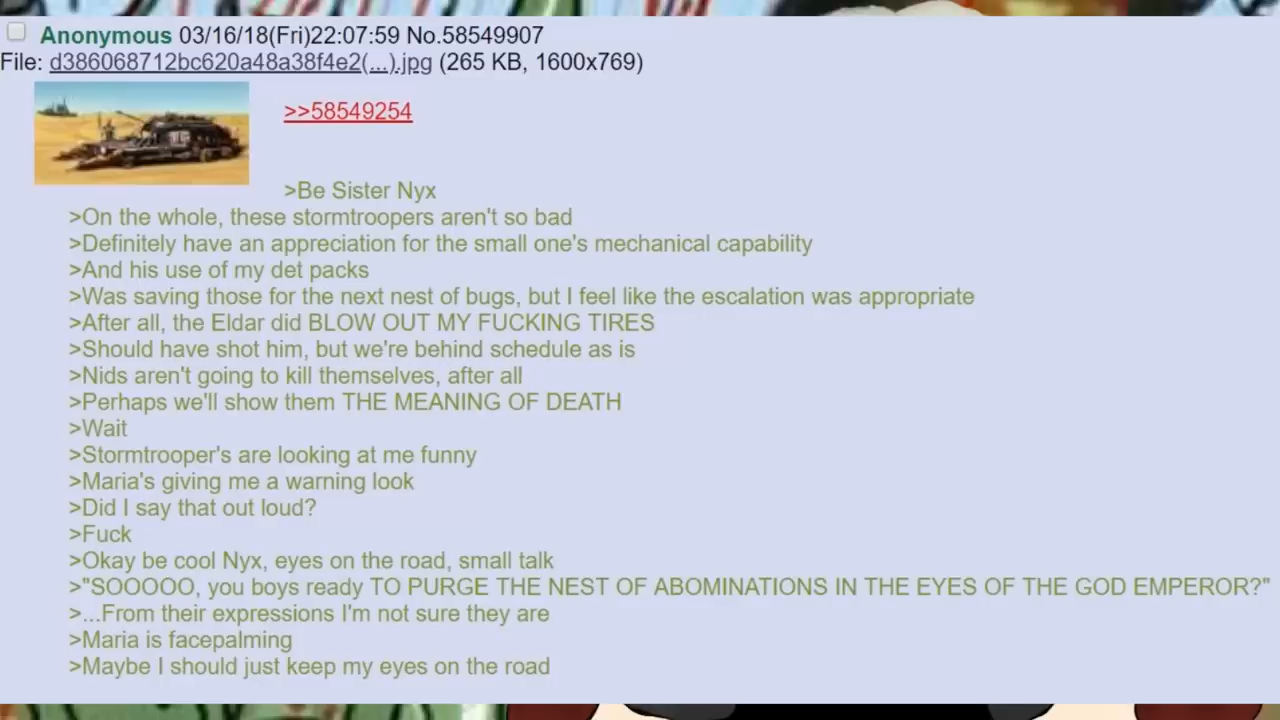 Anonymous 03/16/18(Fri)22:07:59 No.58549907
File: d386068712bc620a48a38f4e2(...).jpg (265 KB, 1600x769)
>>58549254
>Be Sister Nyx
>On the whole, these stormtroopers aren't so bad
>Definitely have an appreciation for the small one's mechanical capability
>And his use of my det packs
>Was saving those for the next nest of bugs, but I feel like the escalation was appropriate
>After all, the Eldar did BLOW OUT MY FUCKING TIRES
>Should have shot him, but we're behind schedule as is
>Nids aren't going to kill themselves, after all
>Perhaps we'll show them THE MEANING OF DEATH
>Wait
>Stormtrooper's are looking at me funny
>Maria's giving me a warning look
>Did I say that out loud?
>Fuck
>Okay be cool Nyx, eyes on the road, small talk
>"SOOOOO, you boys ready TO PURGE THE NEST OF ABOMINATIONS IN THE EYES OF THE GOD EMPEROR?"
>...From their expressions I'm not sure they are
>Maria is facepalming
>Maybe I should just keep my eyes on the road